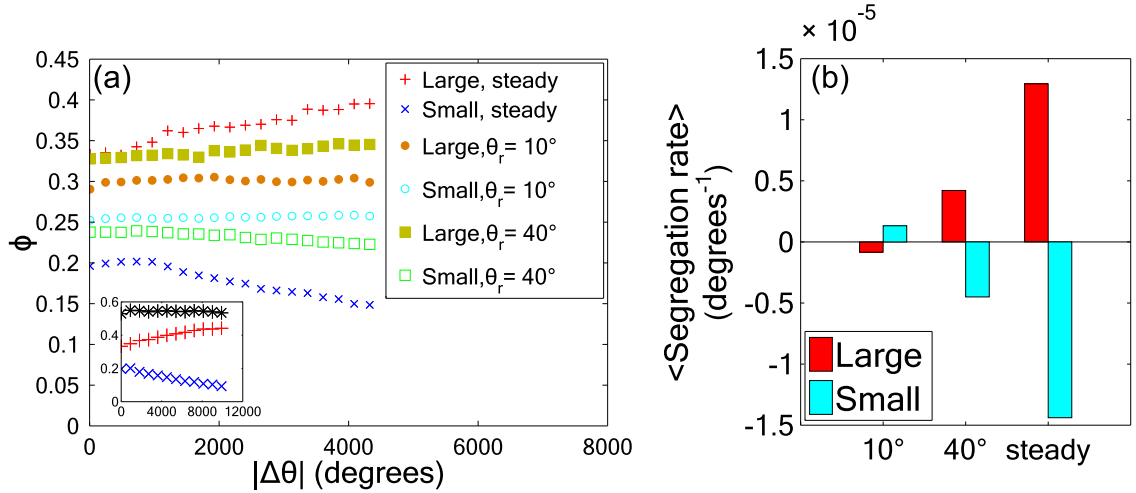 (a)
0.45
0.4
0.35
0.3
0.25
0.2
0.15
0.1
0.05
0
ϕ
0 2000 4000 6000 8000
|Δθ| (degrees)
Large, steady
Small, steady
Large,θr= 10°
Small,θr= 10°
Large,θr= 40°
Small,θr= 40°
0.6
0.4
0.2
0
0 4000 8000 12000
(b)
× 10-5
1.5
1
0.5
0
-0.5
-1
-1.5
<Segregation rate>
(degrees-1)
Large
Small
10° 40° steady